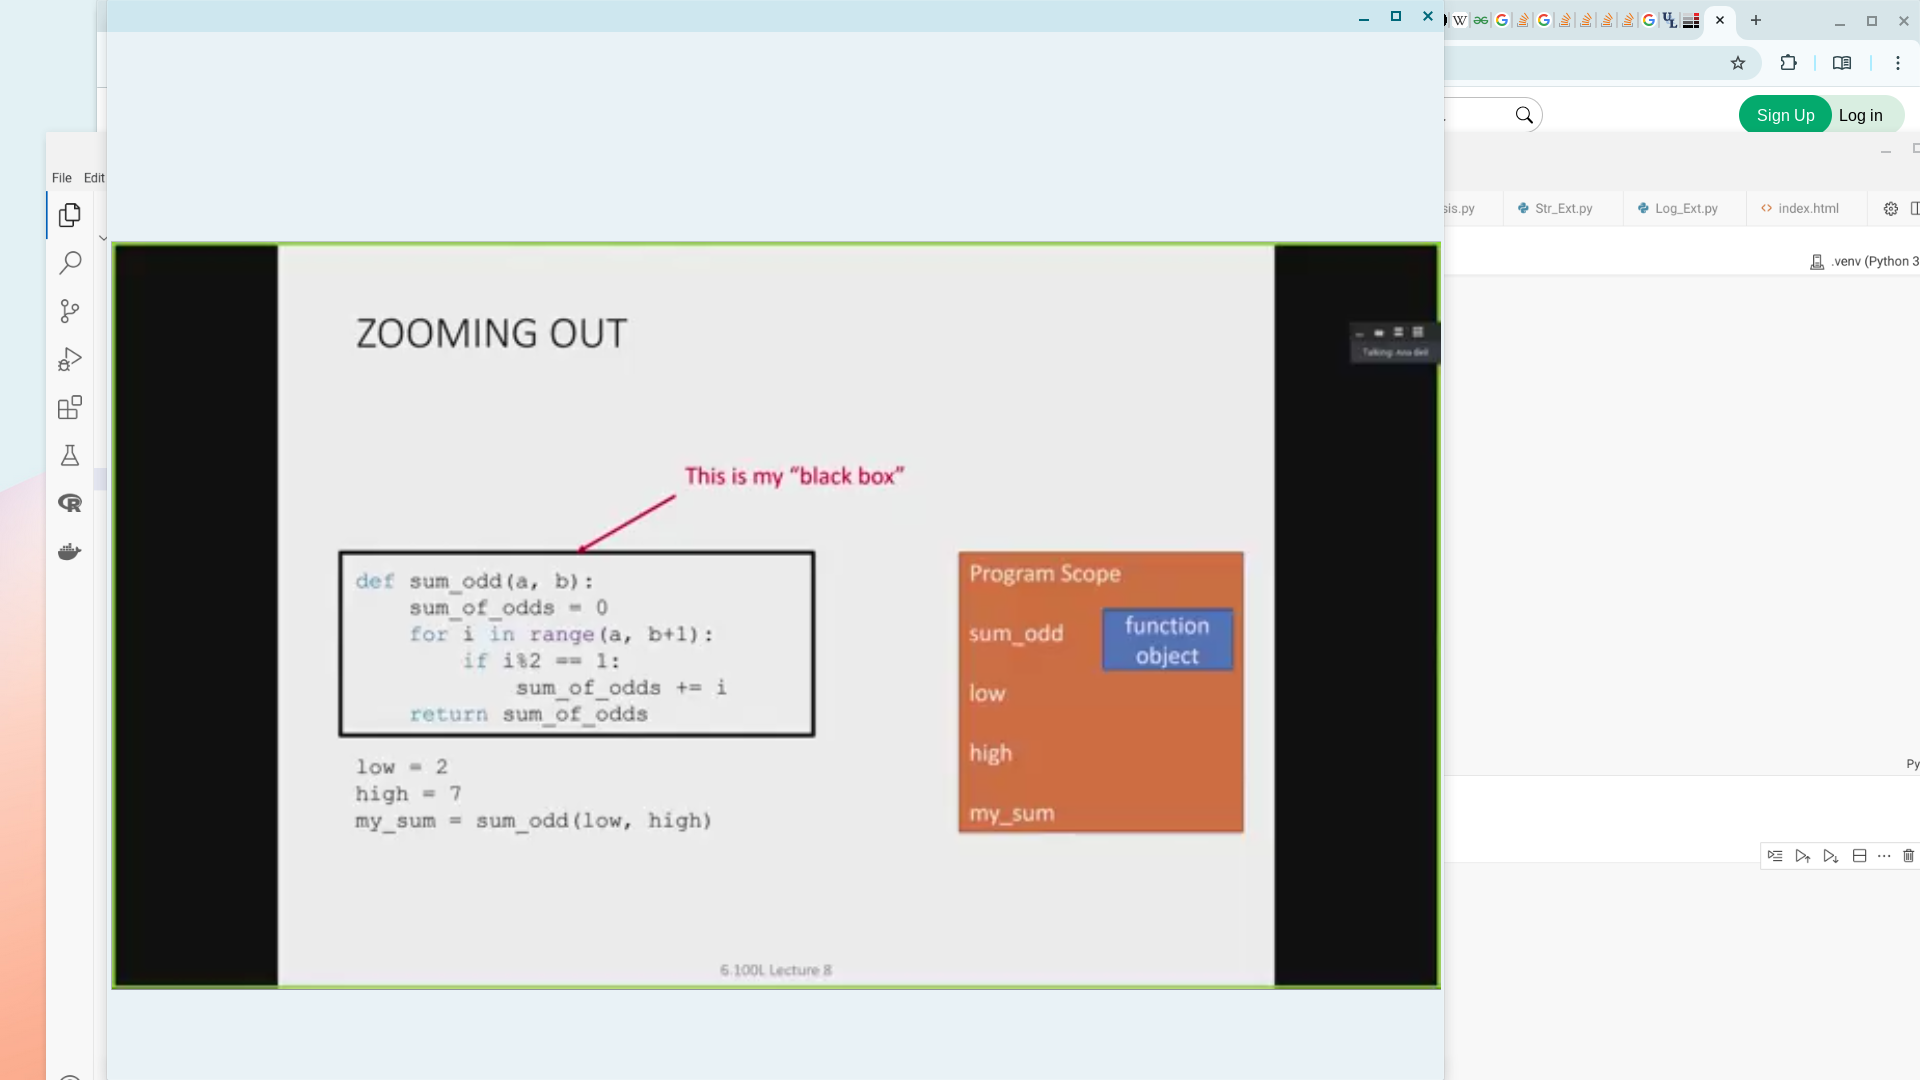 Sign Up
Log in
File Edit
sis.py
Str_Ext.py
Log_Ext.py
index.html
.venv (Python 3
ZOOMING OUT
This is my “black box”
def sum_odd(a, b):
    sum_of_odds = 0
    for i in range(a, b+1):
        if i%2 == 1:
            sum_of_odds += i
    return sum_of_odds
low = 2
high = 7
my_sum = sum_odd(low, high)
Program Scope
sum_odd
function
object
low
high
my_sum
Py
6.100L Lecture 8